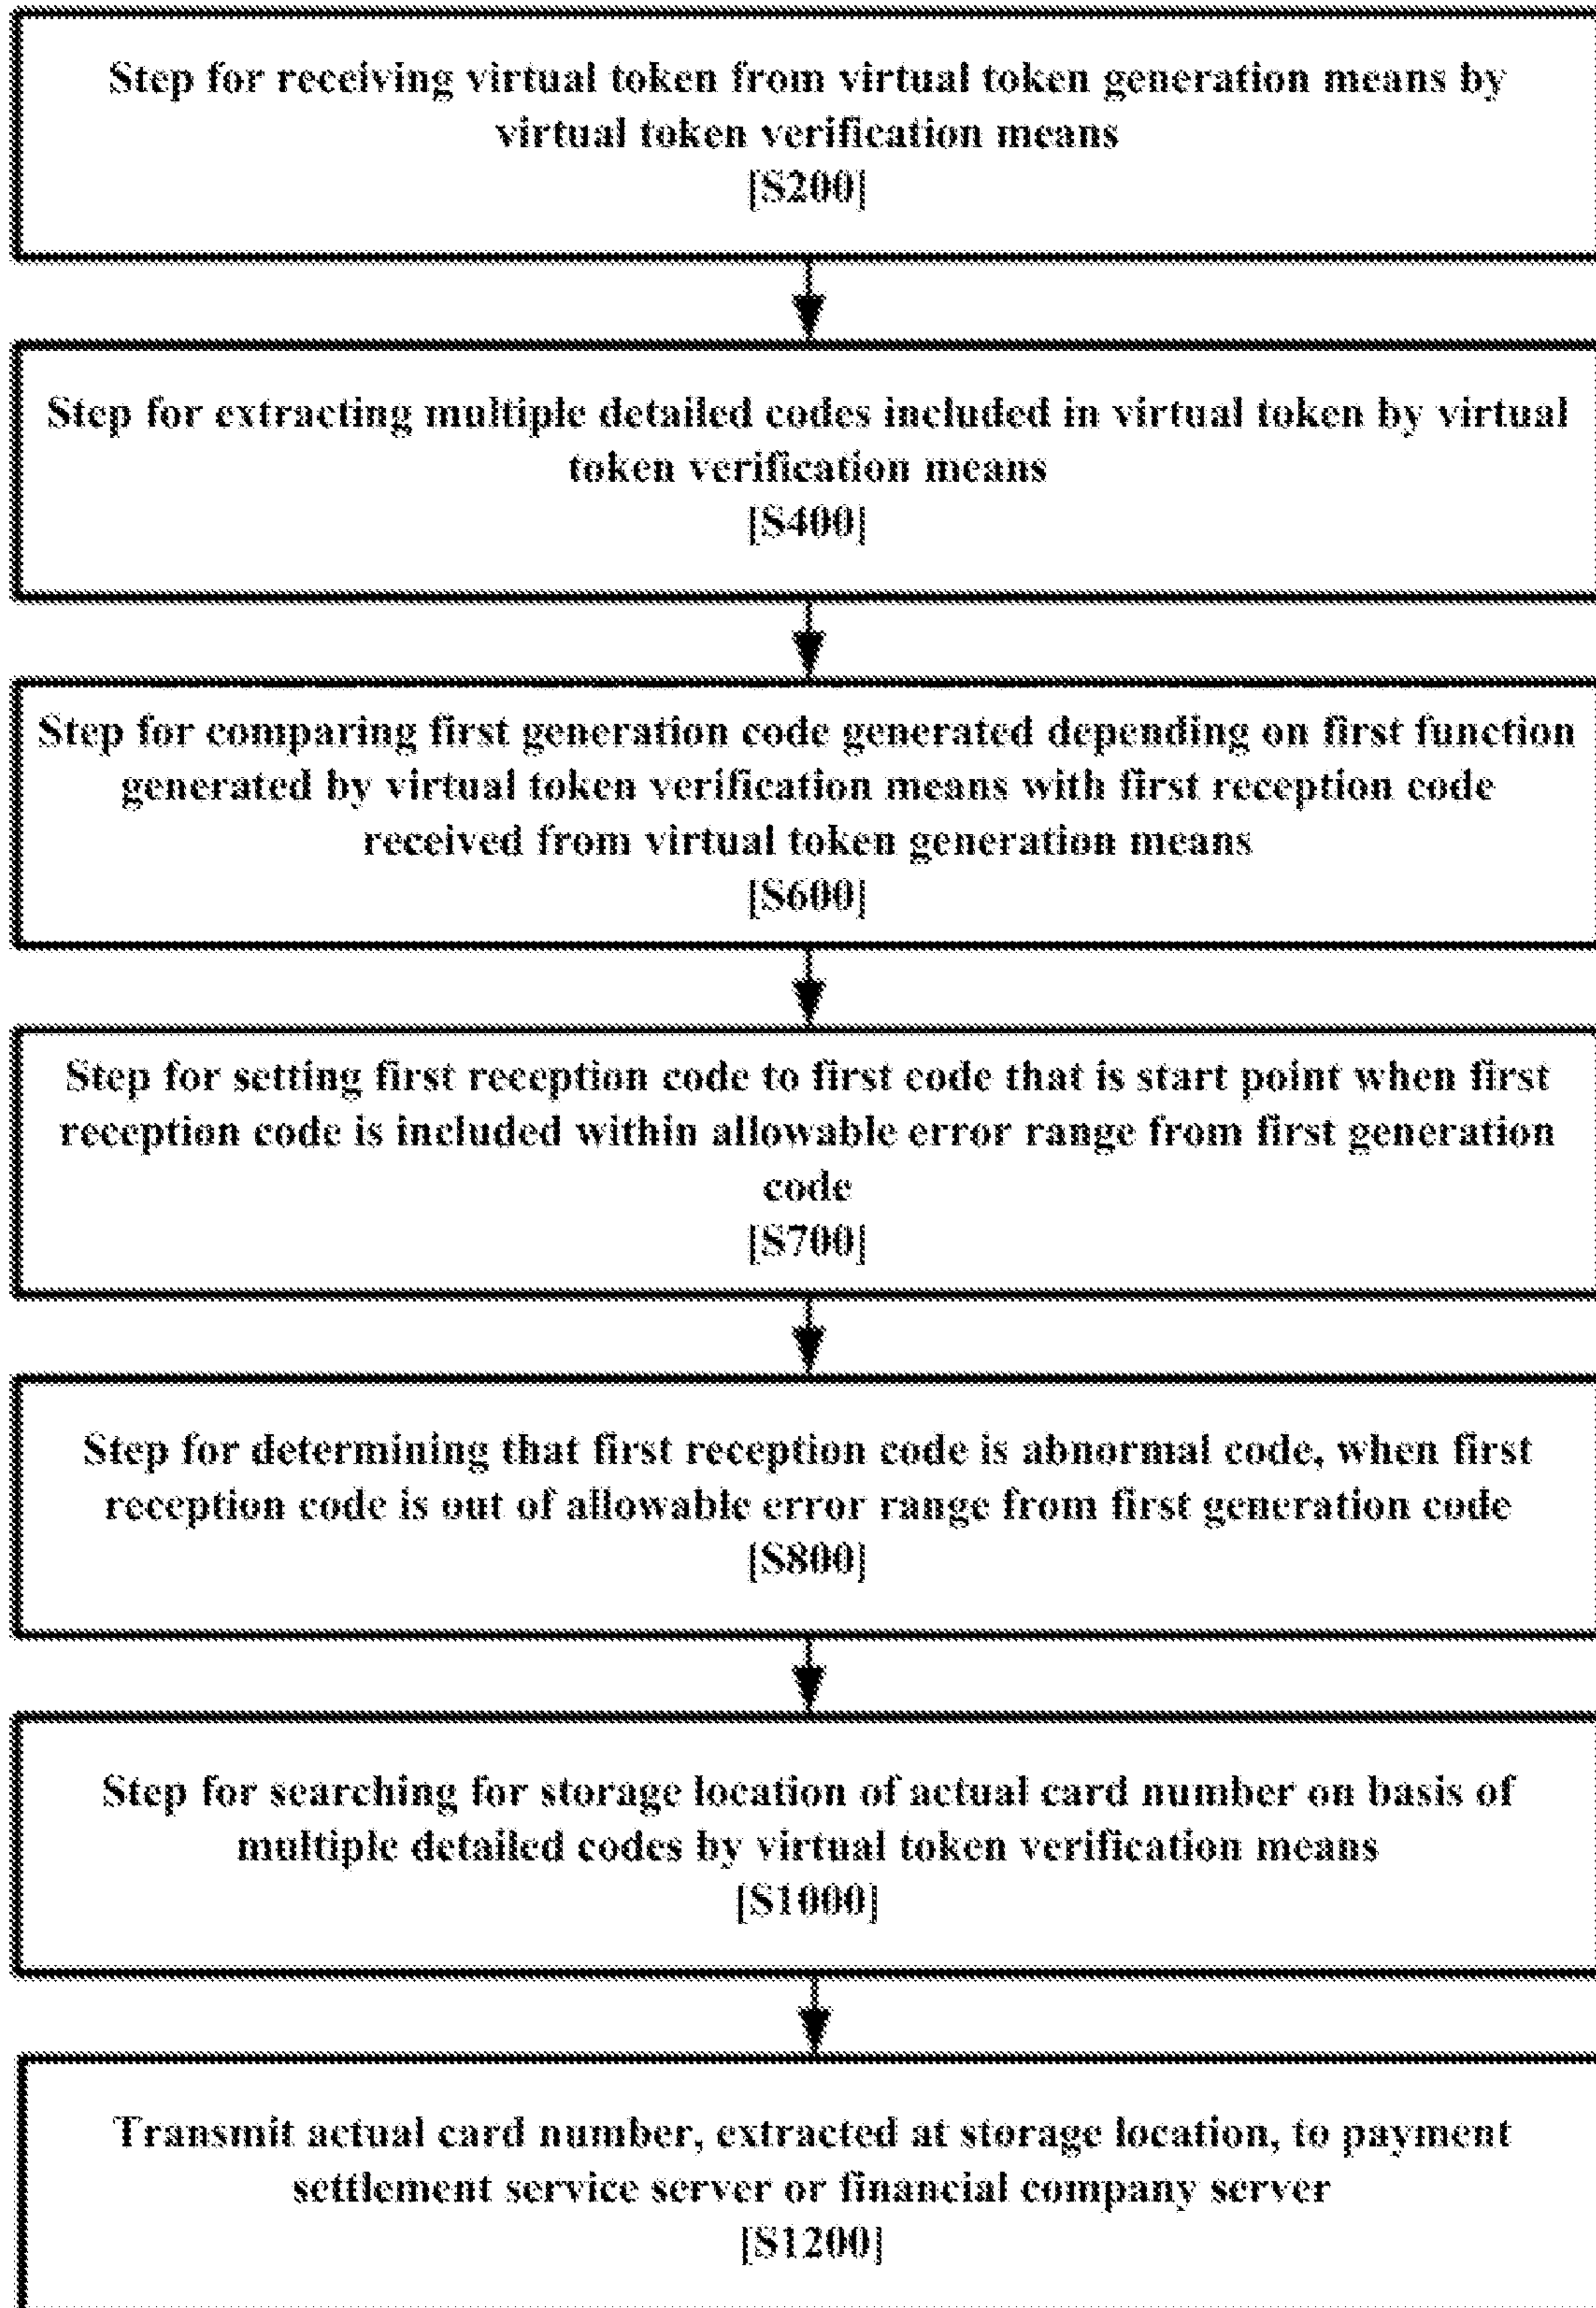 Step for receiving virtual token from virtual token generation means by
virtual token verification means
[S200]
Step for extracting multiple detailed codes included in virtual token by virtual
token verification means
[S400]
Step for comparing first generation code generated depending on first function
generated by virtual token verification means with first reception code
received from virtual token generation means
[S600]
Step for setting first reception code to first code that is start point when first
reception code is included within allowable error range from first generation
code
[S700]
Step for determining that first reception code is abnormal code, when first
reception code is out of allowable error range from first generation code
[S800]
Step for searching for storage location of actual card number on basis of
multiple detailed codes by virtual token verification means
[S1000]
Transmit actual card number, extracted at storage location, to payment
settlement service server or financial company server
[S1200]